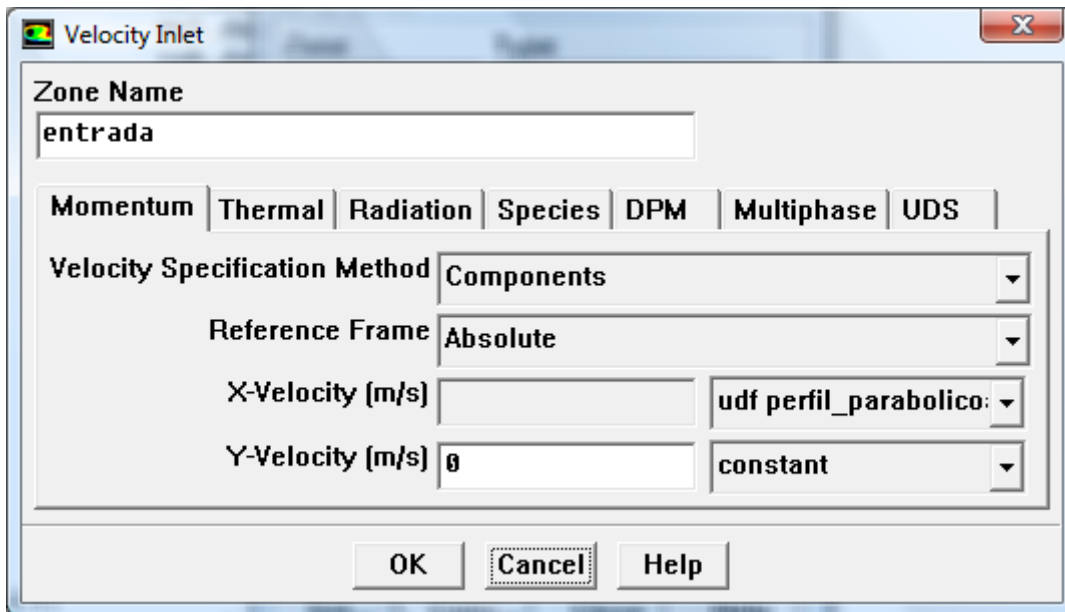 Velocity Inlet
Zone Name
entrada
Momentum Thermal Radiation Species DPM Multiphase UDS
Velocity Specification Method Components
Reference Frame Absolute
X-Velocity (m/s) udf perfil_parabolico:
Y-Velocity (m/s) 0 constant
OK Cancel Help